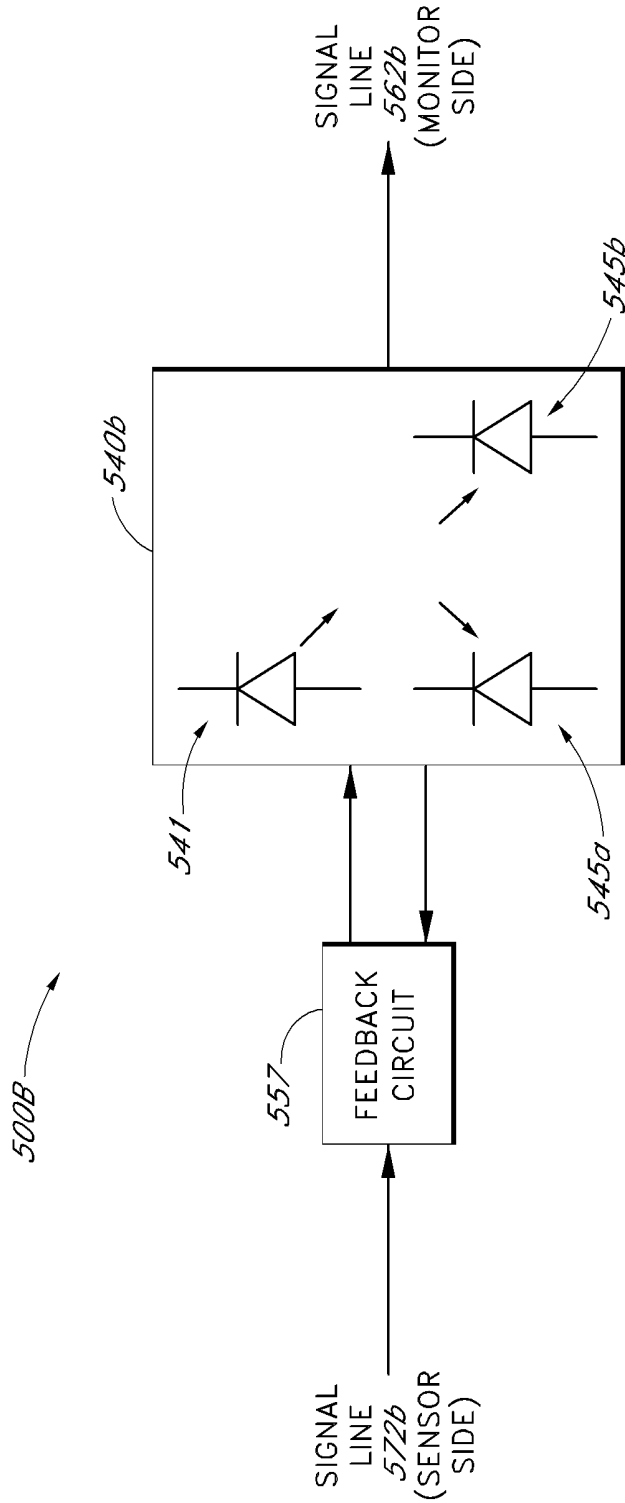 500B
SIGNAL
LINE
572b
(SENSOR
SIDE)
557
FEEDBACK
CIRCUIT
541
540b
545a
545b
SIGNAL
LINE
562b
(MONITOR
SIDE)